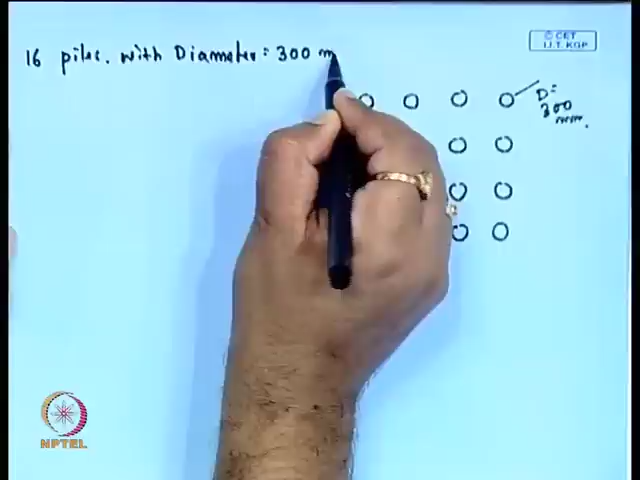 © CET
I.I.T. KGP
16 piles. with Diameter = 300 m
D =
300
mm.
NPTEL